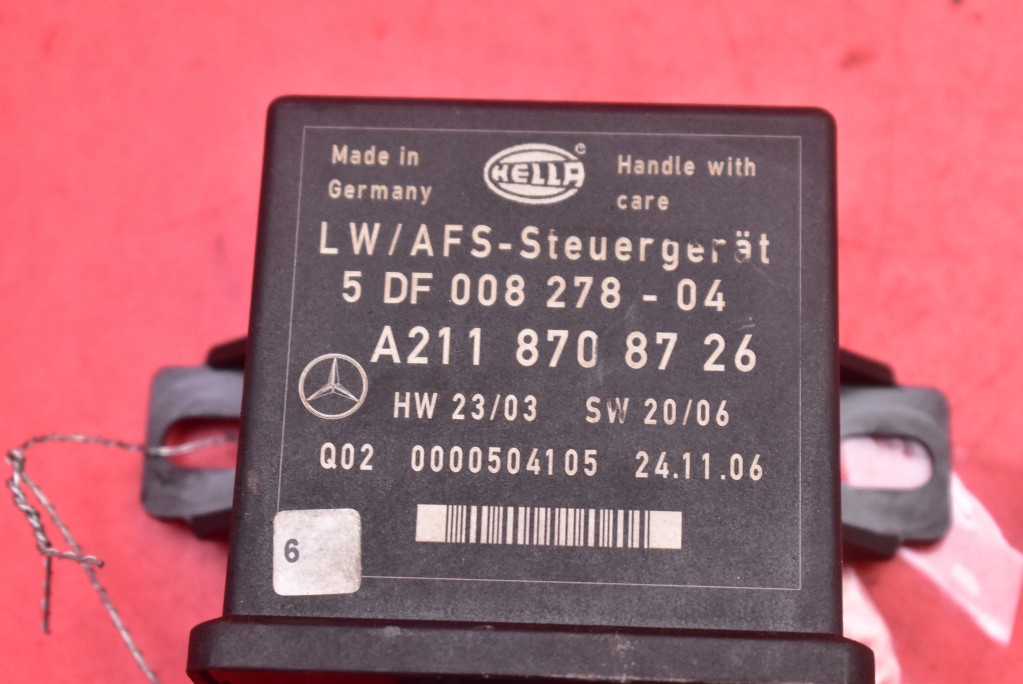 Made in
Germany
HELLA
Handle with
care
LW/AFS-Steuergerät
5 DF 008 278 - 04
A211 870 87 26
HW 23/03 SW 20/06
Q02 0000504105 24.11.06
6